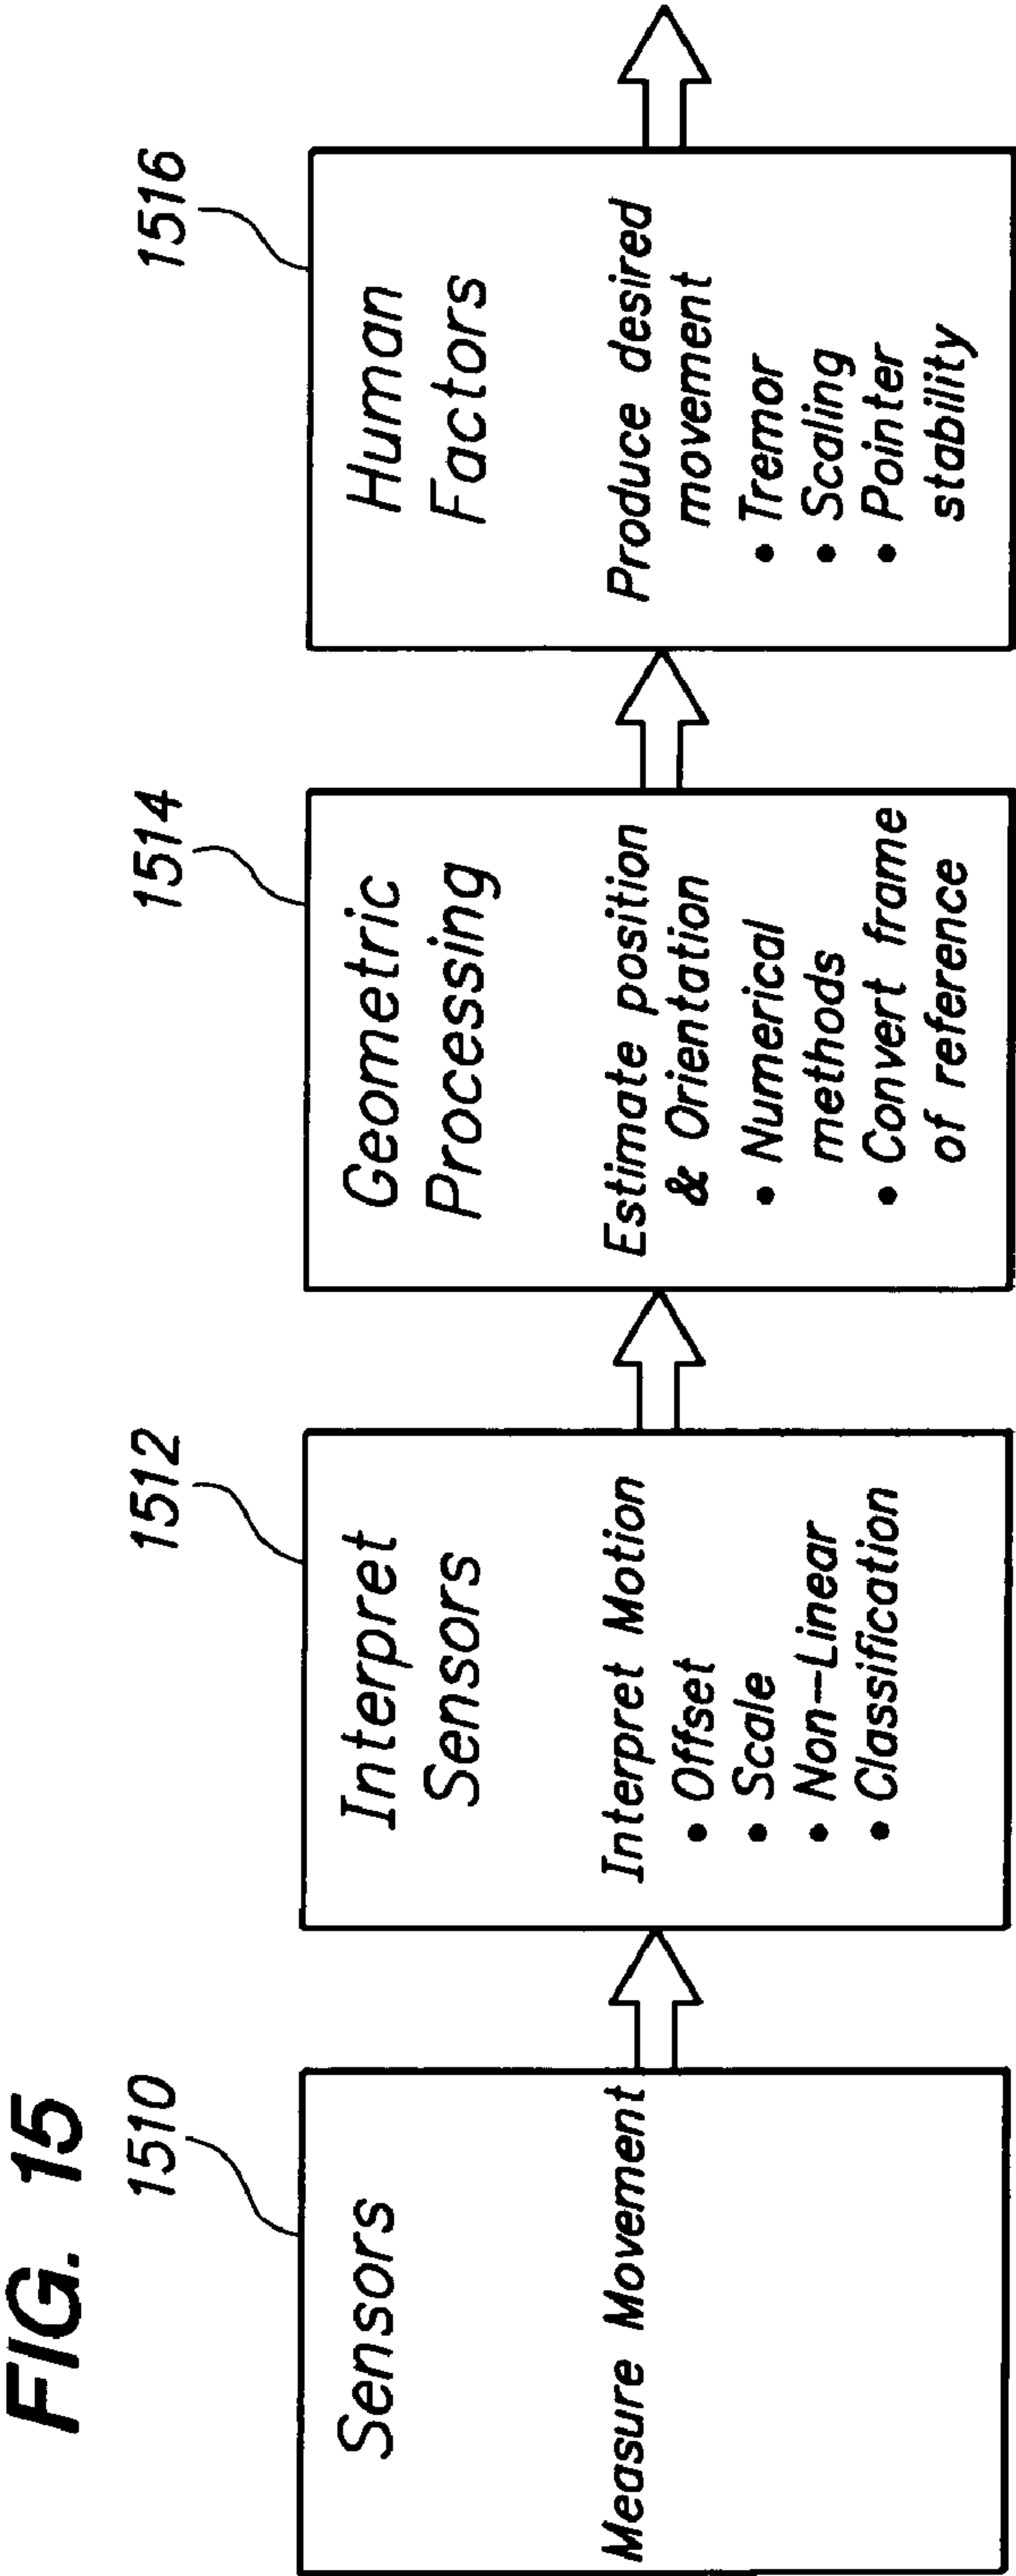 FIG. 15
1510
Sensors
Measure Movement
1512
Interpret
Sensors
Interpret Motion
• Offset
• Scale
• Non-Linear
• Classification
1514
Geometric
Processing
Estimate position
& Orientation
• Numerical
methods
• Convert frame
of reference
1516
Human
Factors
Produce desired
movement
• Tremor
• Scaling
• Pointer
stability